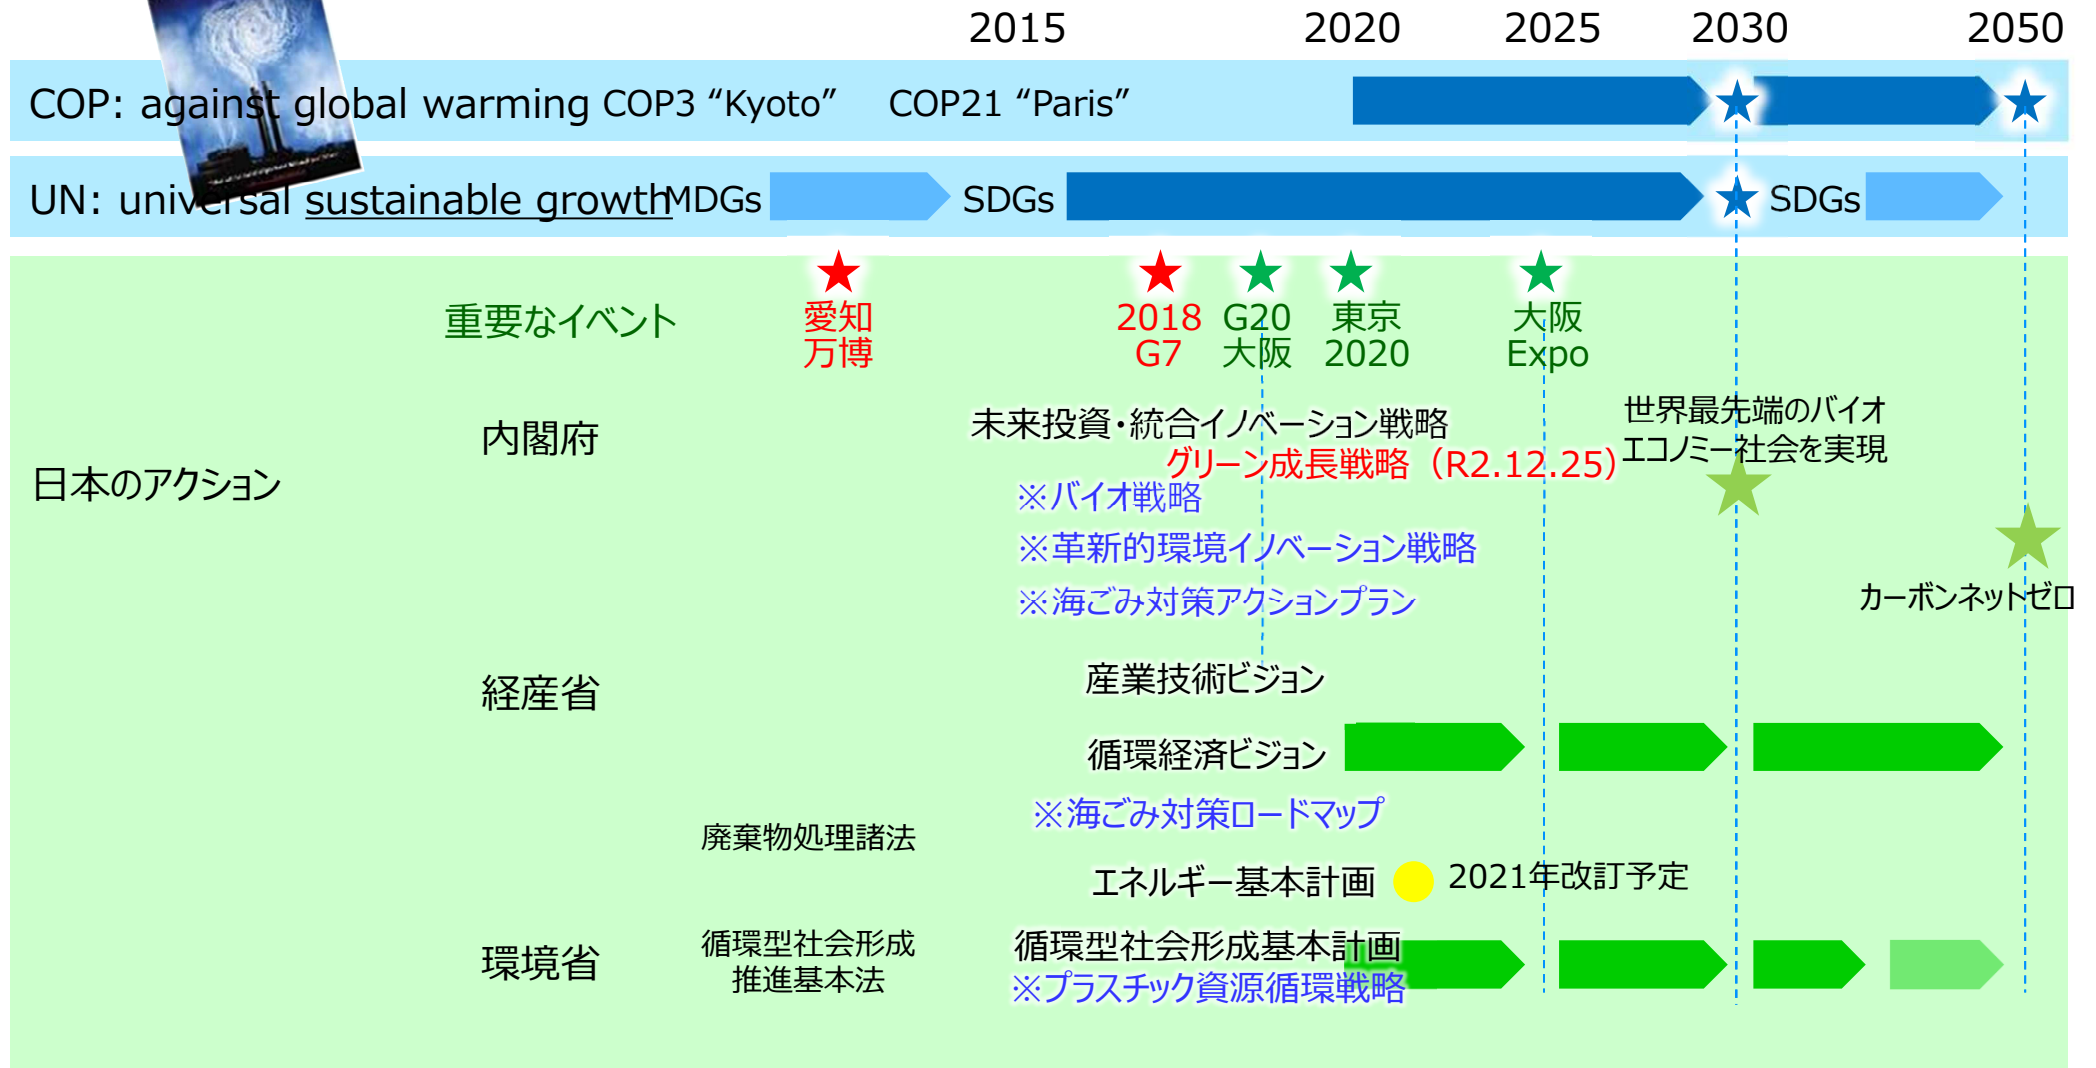 2015 2020 2025 2030 2050
COP: against global warming COP3 “Kyoto” COP21 “Paris”
UN: universal sustainable growth MDGs SDGs SDGs
重要なイベント
愛知
万博
2018
G7
G20
大阪
東京
2020
大阪
Expo
日本のアクション
内閣府
未来投資・統合イノベーション戦略
グリーン成長戦略（R2.12.25）
※バイオ戦略
※革新的環境イノベーション戦略
※海ごみ対策アクションプラン
世界最先端のバイオ
エコノミー社会を実現
カーボンネットゼロ
経産省
産業技術ビジョン
循環経済ビジョン
※海ごみ対策ロードマップ
廃棄物処理諸法
エネルギー基本計画 2021年改訂予定
環境省
循環型社会形成
推進基本法
循環型社会形成基本計画
※プラスチック資源循環戦略